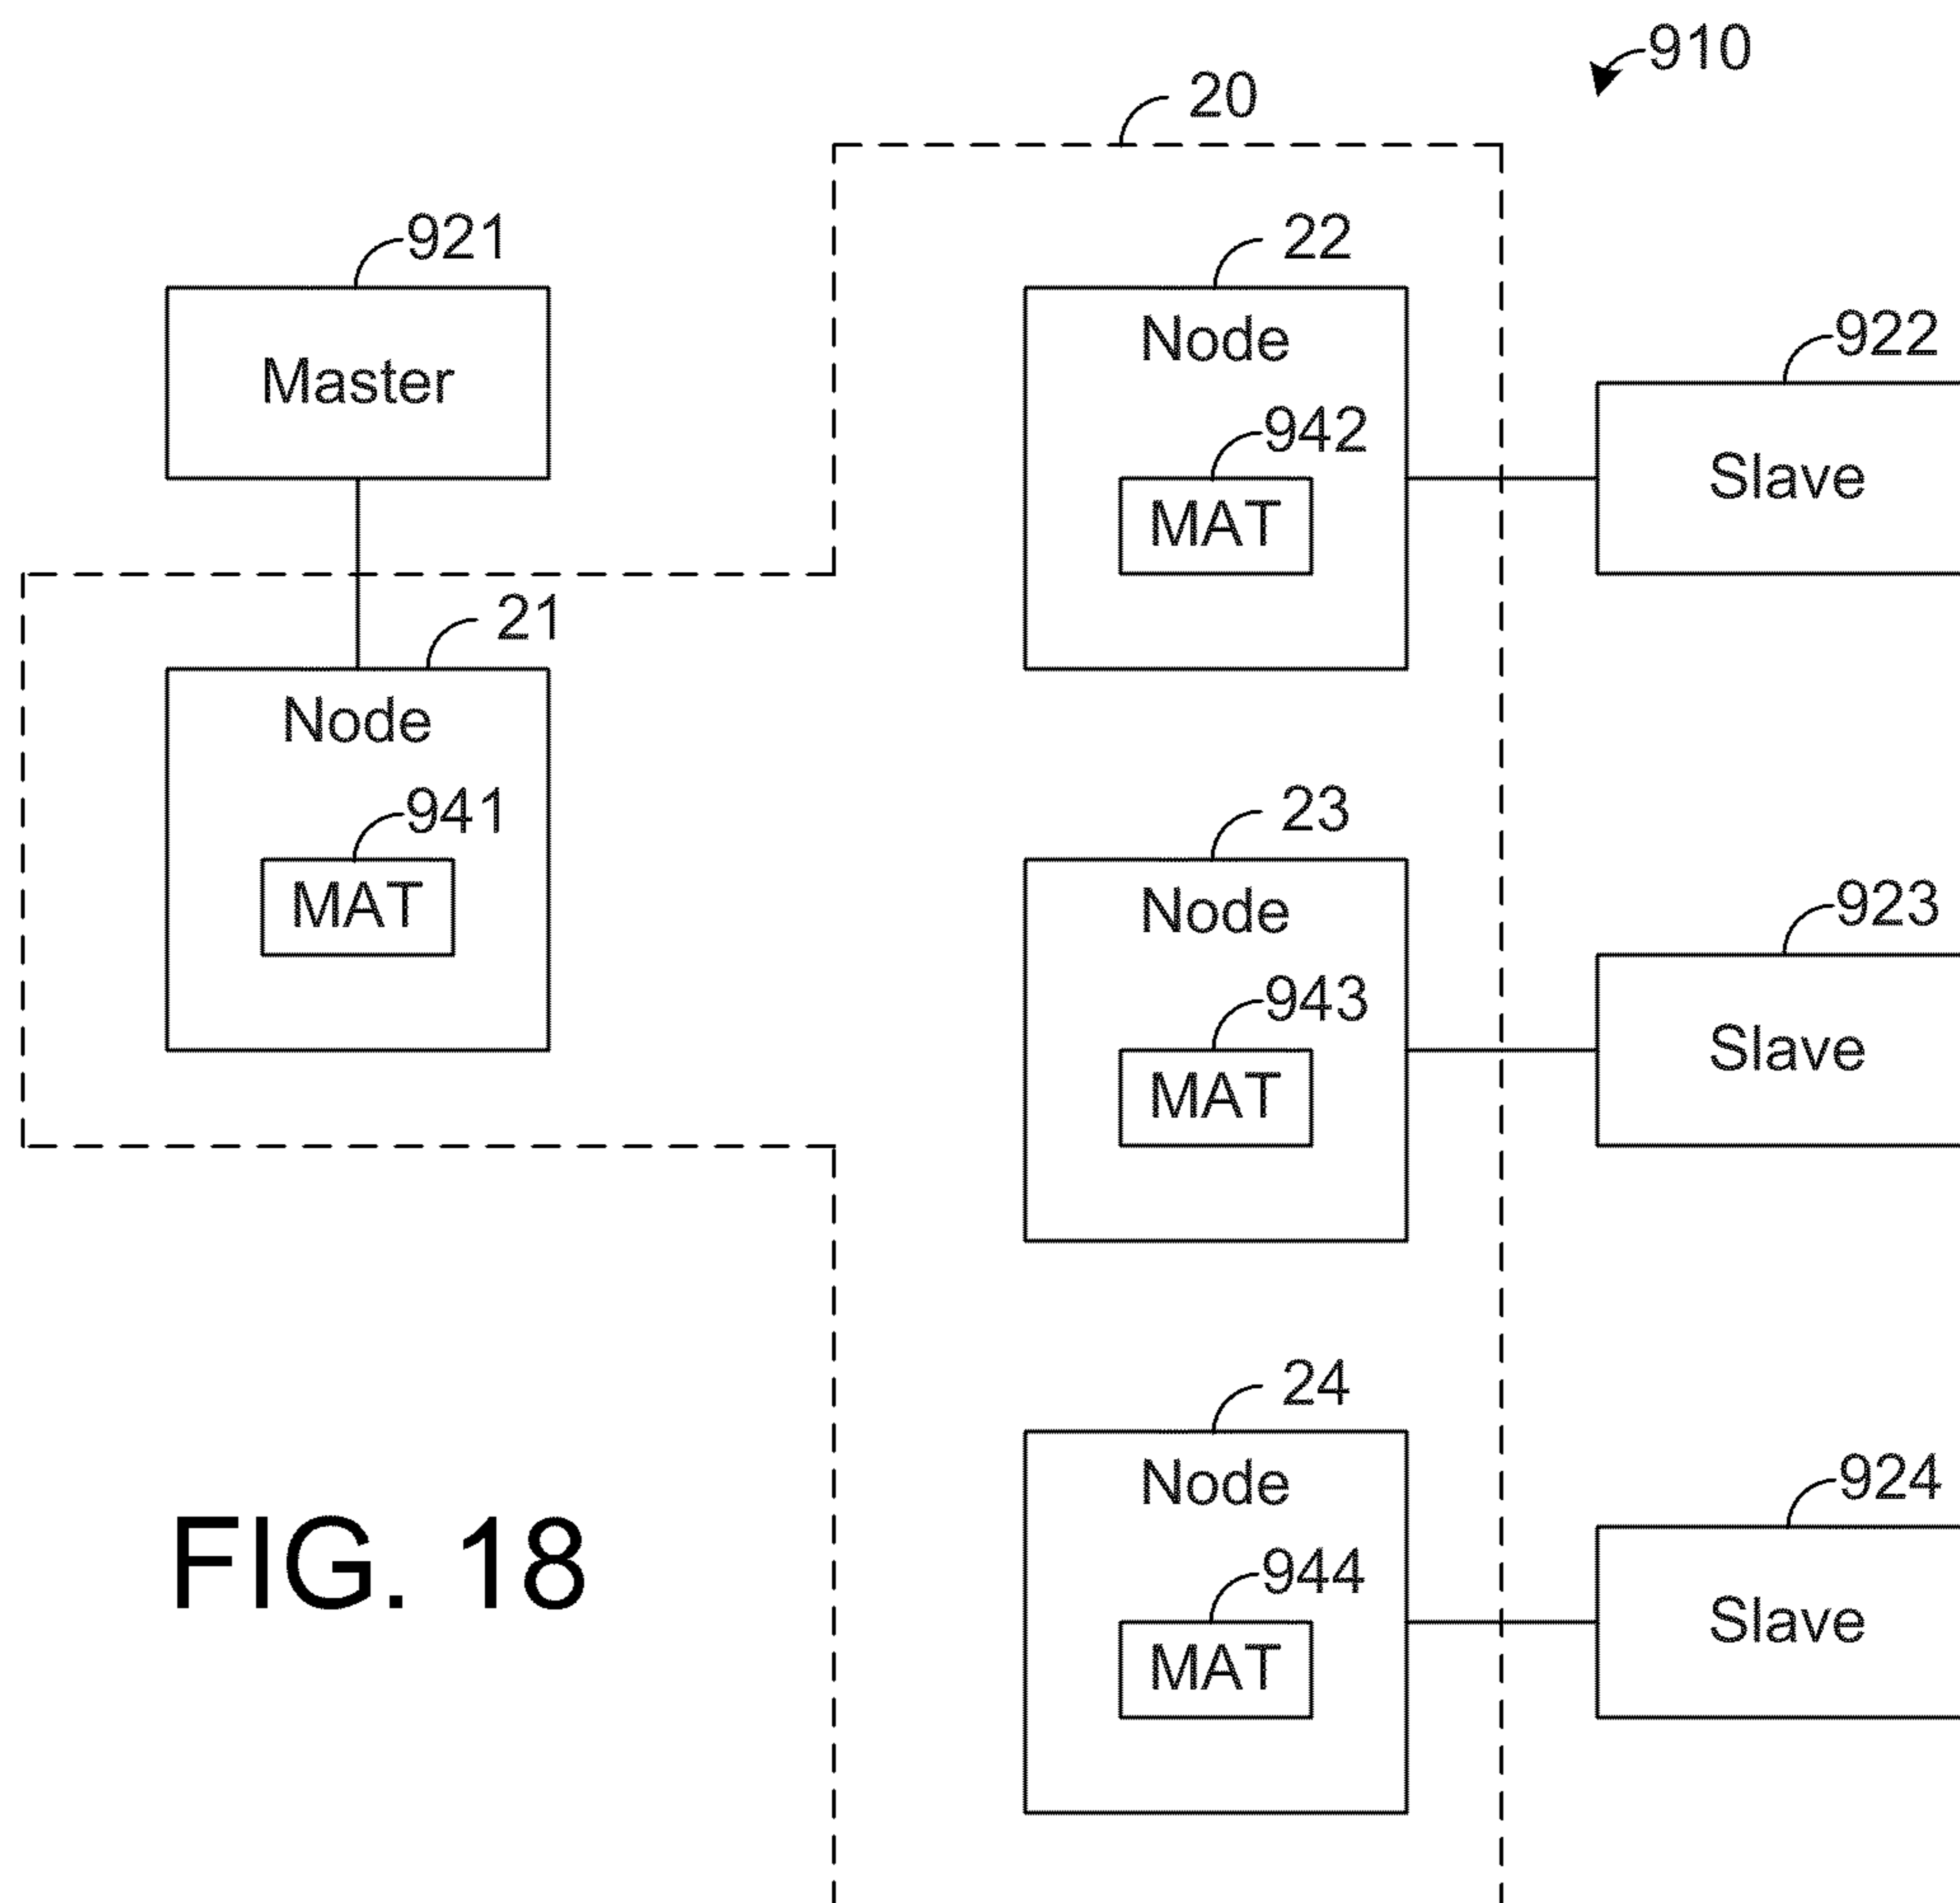 910
20
921
22
Master
Node
922
942
MAT
Slave
21
Node
941
MAT
23
Node
923
943
MAT
Slave
24
Node
924
944
MAT
Slave
FIG. 18